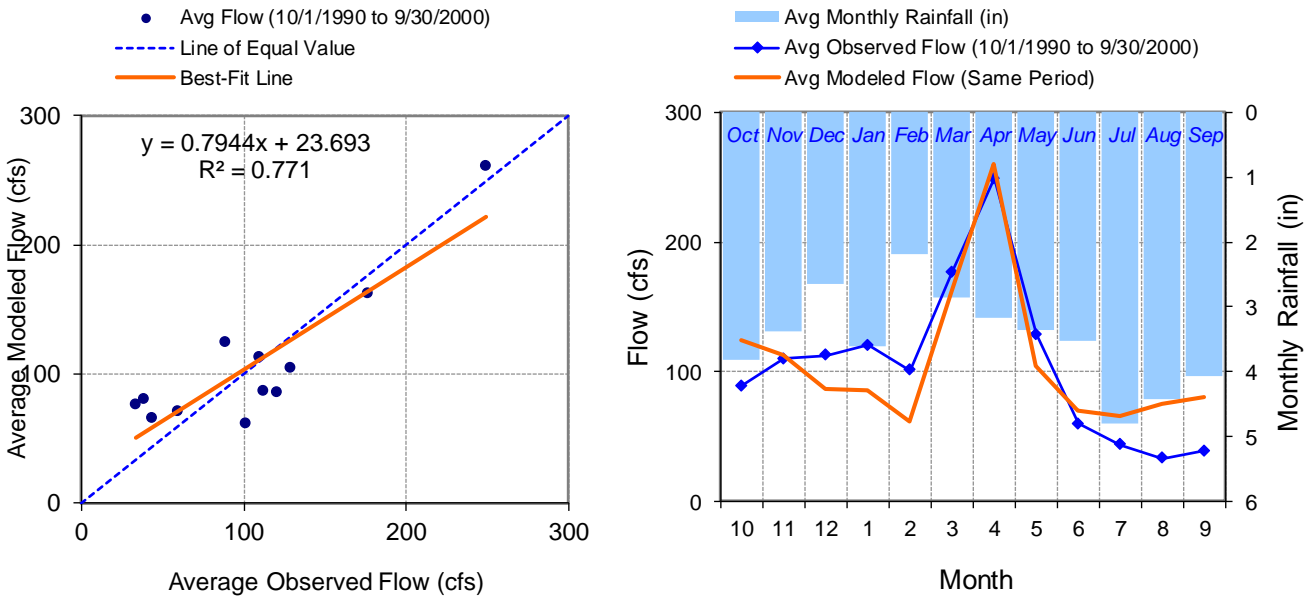 Avg Flow (10/1/1990 to 9/30/2000)
Line of Equal Value
Best-Fit Line
y = 0.7944x + 23.693
R² = 0.771
300
200
100
0
0 100 200 300
Average Modeled Flow (cfs)
Average Observed Flow (cfs)
Avg Monthly Rainfall (in)
Avg Observed Flow (10/1/1990 to 9/30/2000)
Avg Modeled Flow (Same Period)
Oct Nov Dec Jan Feb Mar Apr May Jun Jul Aug Sep
300
200
100
0
Flow (cfs)
0
1
2
3
4
5
6
Monthly Rainfall (in)
10 11 12 1 2 3 4 5 6 7 8 9
Month